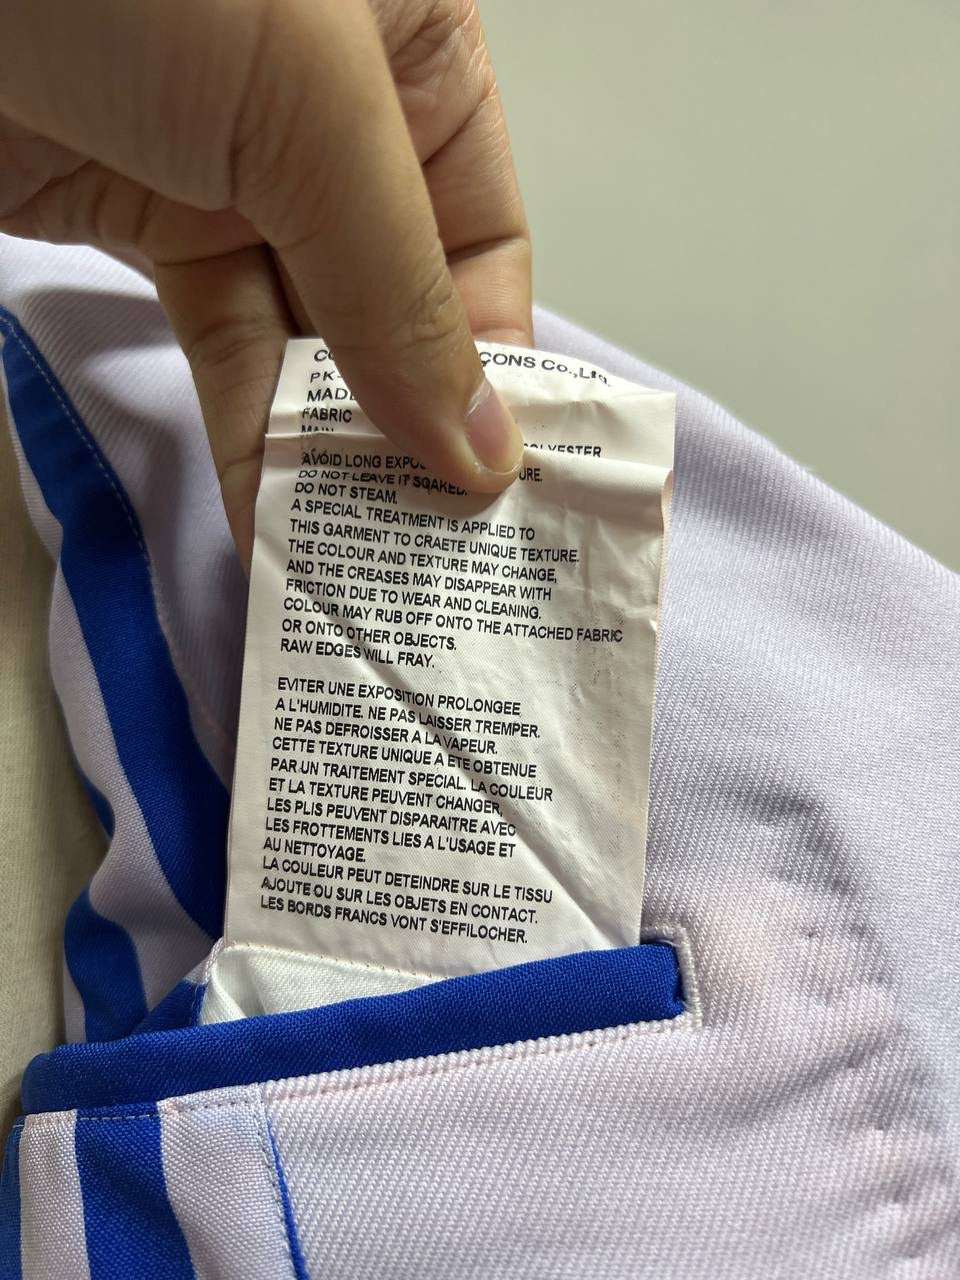 CONS Co.,Ltd.
PK-
MADE
FABRIC
MAIN
POLYESTER
AVOID LONG
DO NOT LEAVE IT SOAKED.
DO NOT STEAM.
A SPECIAL TREATMENT IS APPLIED TO
THIS GARMENT TO CRAETE UNIQUE TEXTURE.
THE COLOUR AND TEXTURE MAY CHANGE,
AND THE CREASES MAY DISAPPEAR WITH
FRICTION DUE TO WEAR AND CLEANING.
COLOUR MAY RUB OFF ONTO THE ATTACHED FABRIC
OR ONTO OTHER OBJECTS.
RAW EDGES WILL FRAY.
EVITER UNE EXPOSITION PROLONGEE
A L'HUMIDITE. NE PAS LAISSER TREMPER.
NE PAS DEFROISSER A LA VAPEUR.
CETTE TEXTURE UNIQUE A ETE OBTENUE
PAR UN TRAITEMENT SPECIAL. LA COULEUR
ET LA TEXTURE PEUVENT CHANGER.
LES PLIS PEUVENT DISPARAITRE AVEC
LES FROTTEMENTS LIES A L'USAGE ET
AU NETTOYAGE.
LA COULEUR PEUT DETEINDRE SUR LE TISSU
AJOUTE OU SUR LES OBJETS EN CONTACT.
LES BORDS FRANCS VONT S'EFFILOCHER.